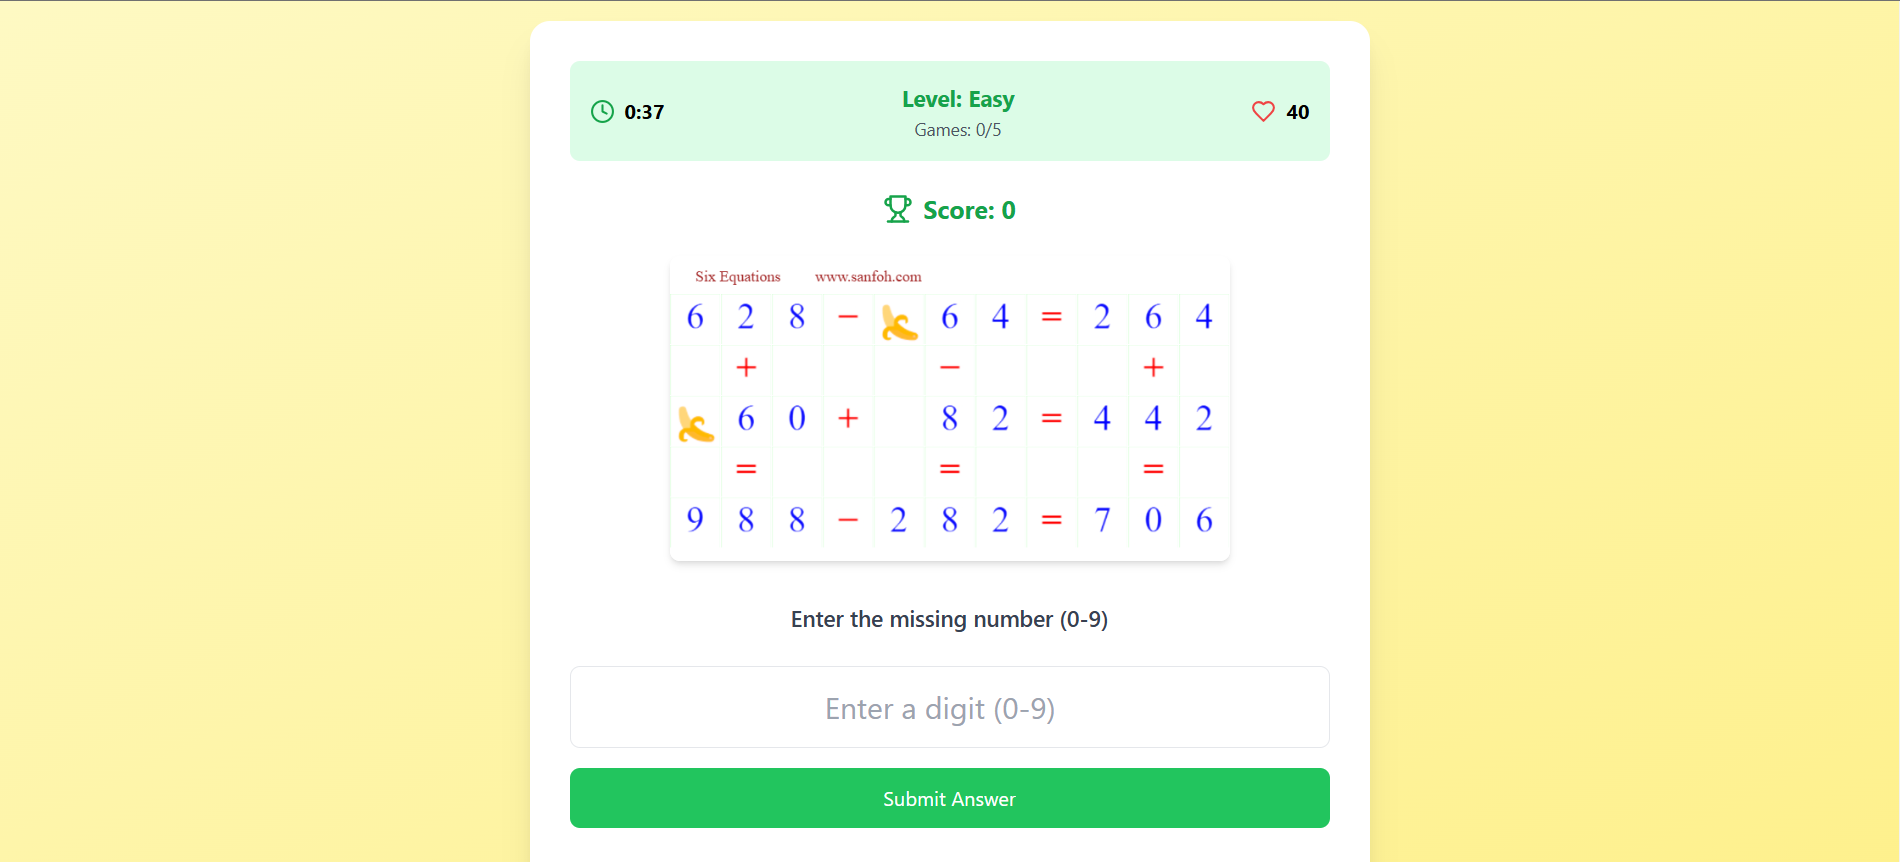 0:37
Level: Easy
Games: 0/5
40
Score: 0
Six Equations www.sanfoh.com
6 2 8 − 6 4 = 2 6 4
+ − +
6 0 + 8 2 = 4 4 2
= = =
9 8 8 − 2 8 2 = 7 0 6
Enter the missing number (0-9)
Enter a digit (0-9)
Submit Answer